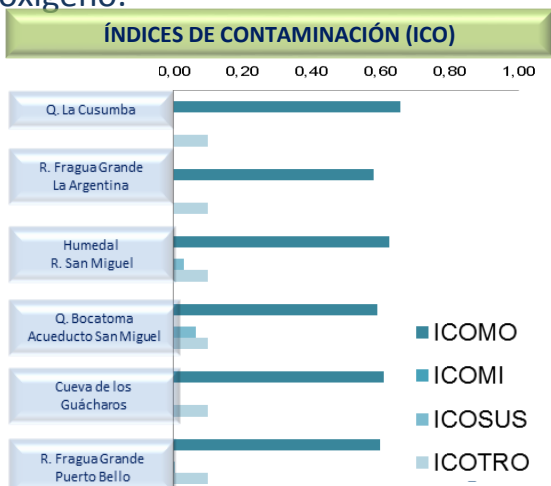 oxígeno.
ÍNDICES DE CONTAMINACIÓN (ICO)
0,00 0,20 0,40 0,60 0,80 1,00
Q. La Cusumba
R. Fragua Grande
La Argentina
Humedal
R. San Miguel
Q. Bocatoma
Acueducto San Miguel
Cueva de los
Guácharos
R. Fragua Grande
Puerto Bello
ICOMO
ICOMI
ICOSUS
ICOTRO